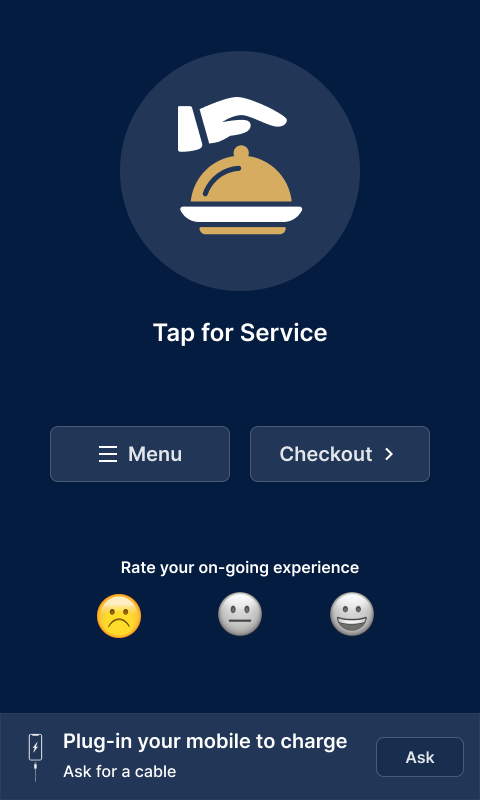 Tap for Service
Menu
Checkout
Rate your on-going experience
Plug-in your mobile to charge
Ask for a cable
Ask